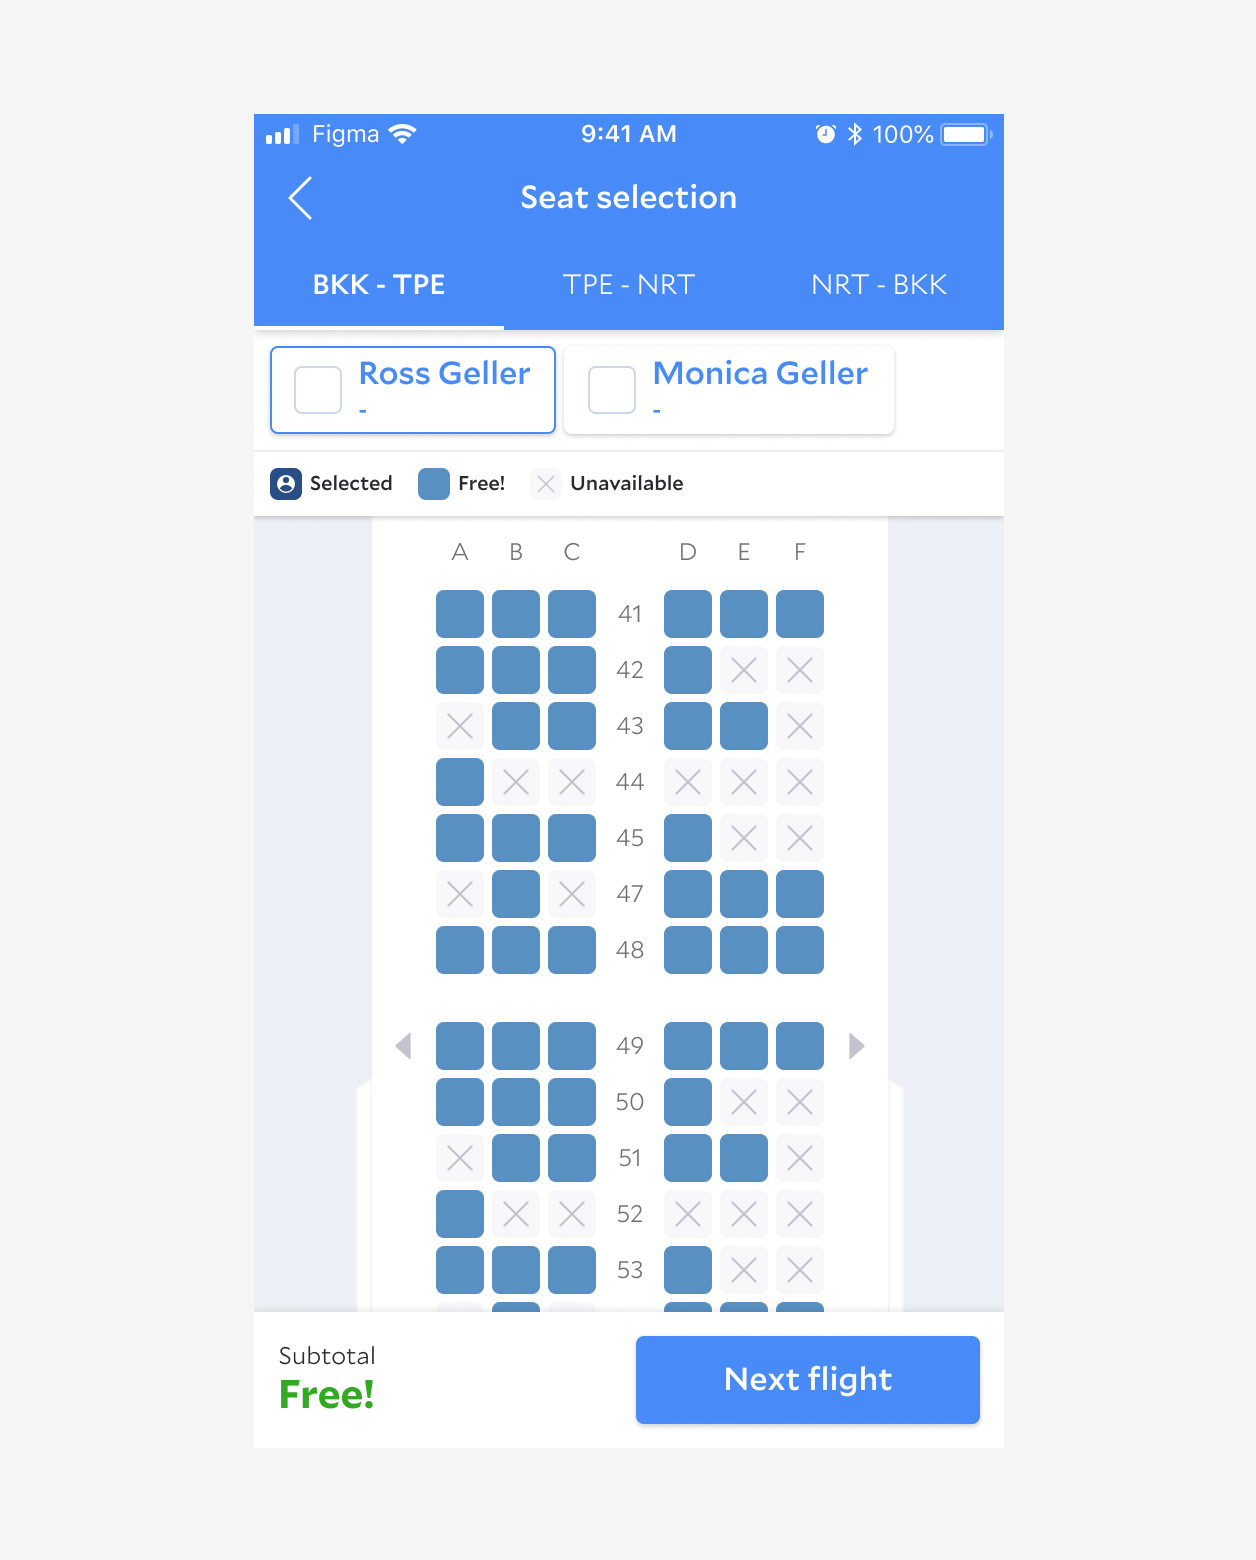 Figma 9:41 AM 100%
Seat selection
BKK - TPE TPE - NRT NRT - BKK
Ross Geller Monica Geller
- -
Selected Free! Unavailable
A B C D E F
41
42
43
44
45
47
48
49
50
51
52
53
Subtotal
Free!
Next flight